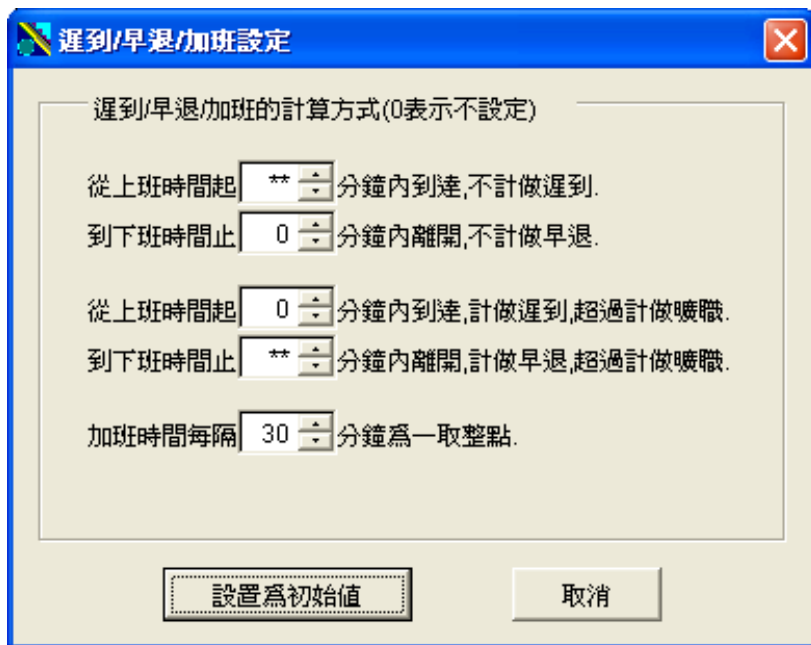 遲到/早退/加班設定
遲到/早退/加班的計算方式(0表示不設定)
從上班時間起 ** 分鐘內到達,不計做遲到.
到下班時間止 0 分鐘內離開,不計做早退.
從上班時間起 0 分鐘內到達,計做遲到,超過計做曠職.
到下班時間止 ** 分鐘內離開,計做早退,超過計做曠職.
加班時間每隔 30 分鐘爲一取整點.
設置爲初始值 取消